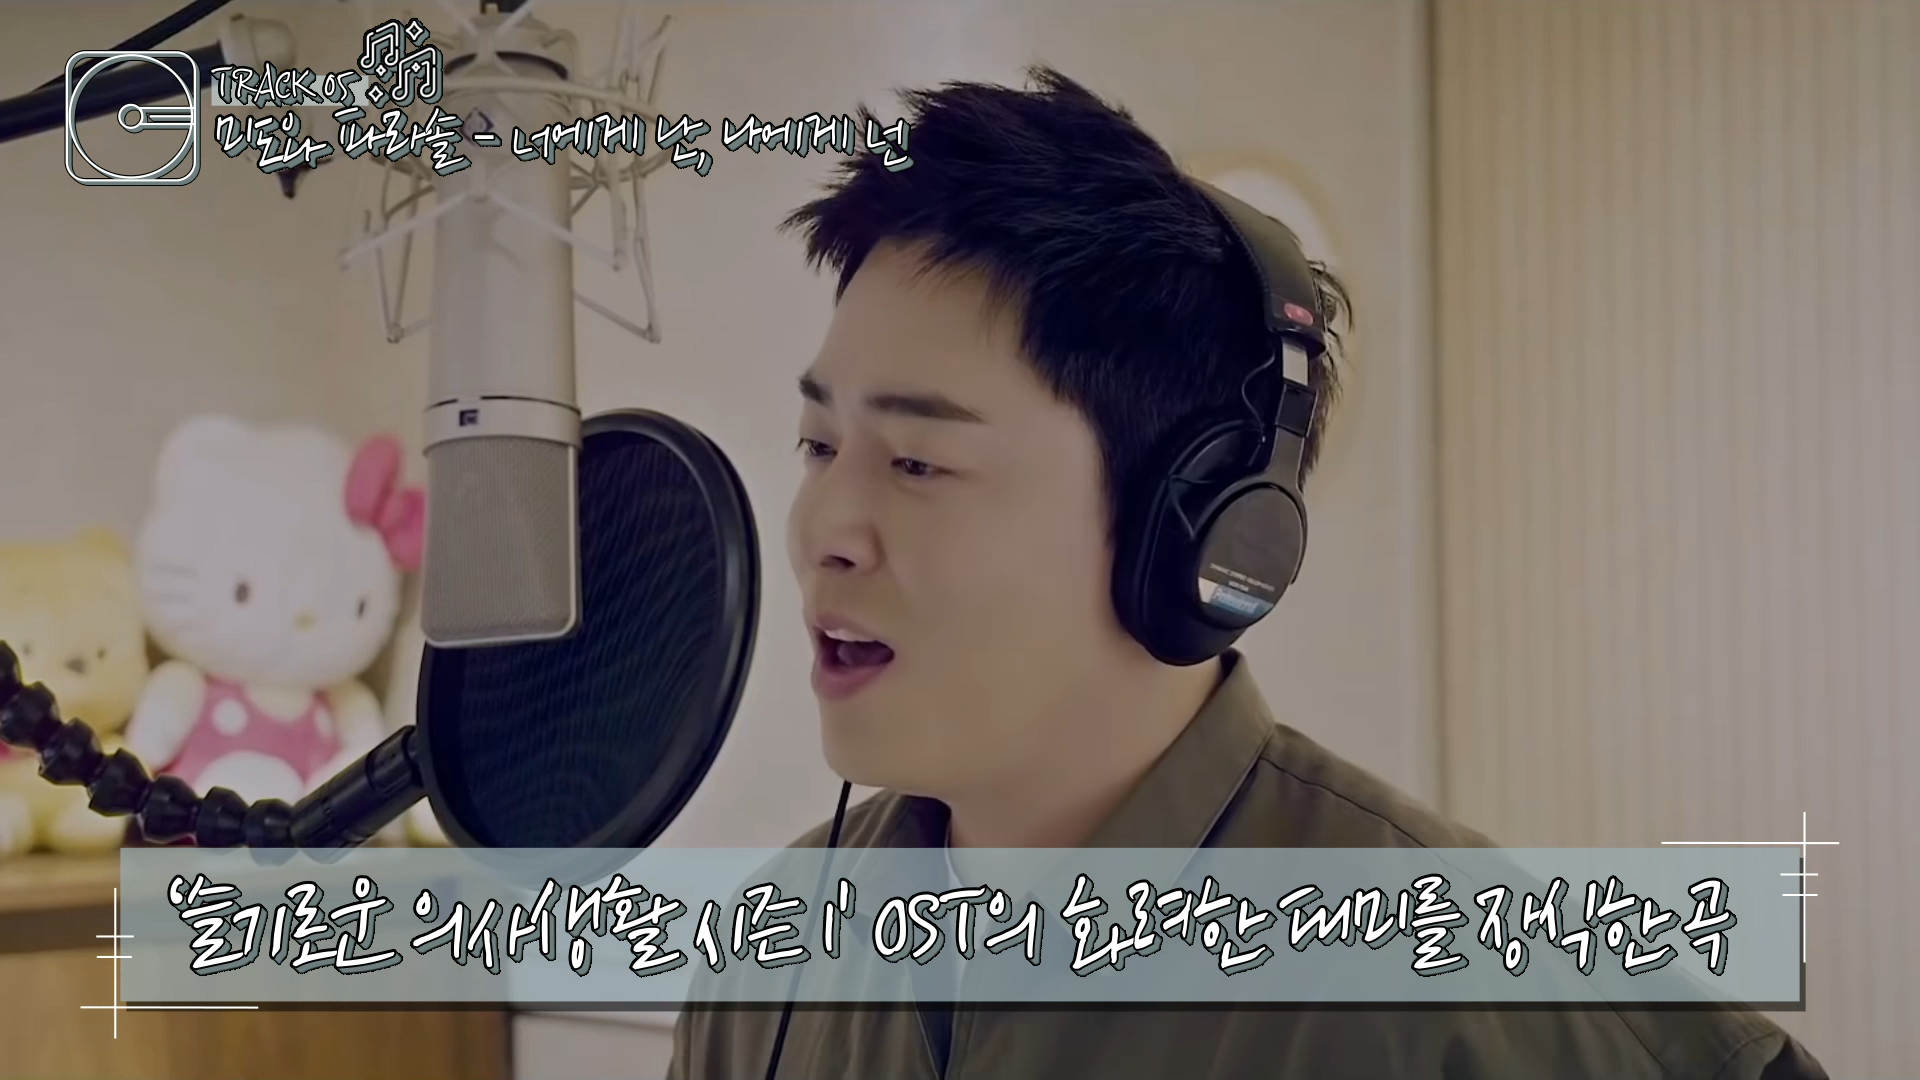 TRACK 05
미도와 파라솔 - 너에게 난, 나에게 넌
'슬기로운 의사생활 시즌1' OST의 화려한 대미를 장식한 곡